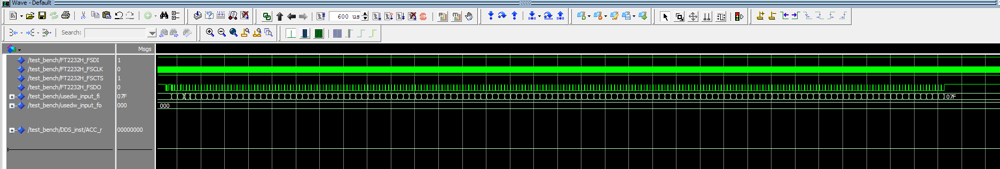 Wave - Default
600 us
Search:
Msgs
/test_bench/FT2232H_FSDI 1
/test_bench/FT2232H_FSCLK 0
/test_bench/FT2232H_FSCTS 1
/test_bench/FT2232H_FSDO 0
/test_bench/usedw_input_fi 07F 07F
/test_bench/usedw_input_fo 000 000
/test_bench/DDS_inst/ACC_r 00000000